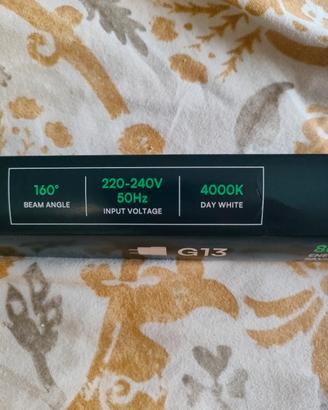 160°
BEAM ANGLE
220-240V
50Hz
INPUT VOLTAGE
4000K
DAY WHITE
G13